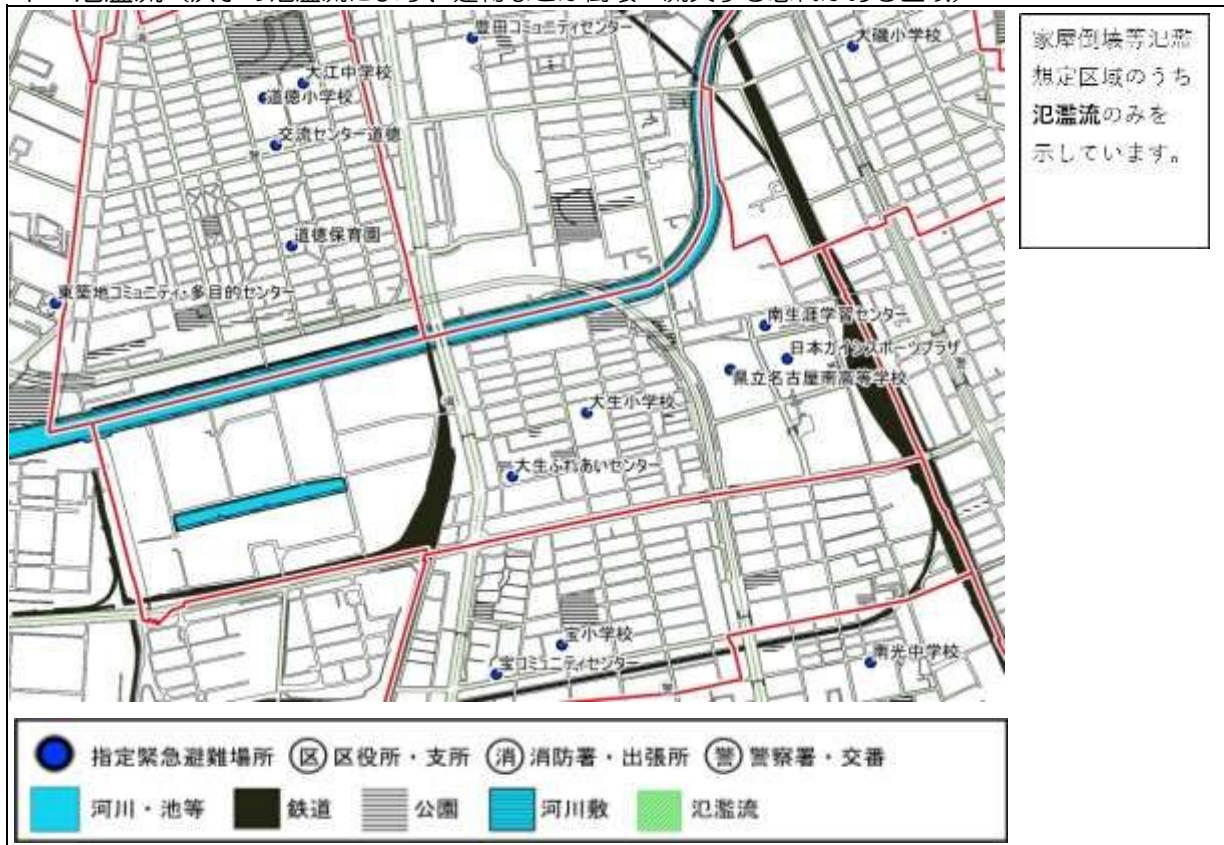 豊田コミュニティセンター
大磯小学校
大江中学校
道徳小学校
交流センター道徳
道徳保育園
東築地コミュニティ・多目的センター
南生涯学習センター
日本ガイシスポーツプラザ
県立名古屋南高等学校
大生小学校
大生ふれあいセンター
宝小学校
宝コミュニティセンター
南光中学校
家屋倒壊等氾濫
想定区域のうち
氾濫流のみを
示しています。
指定緊急避難場所 区 区役所・支所 消 消防署・出張所 警 警察署・交番
河川・池等 鉄道 公園 河川敷 氾濫流